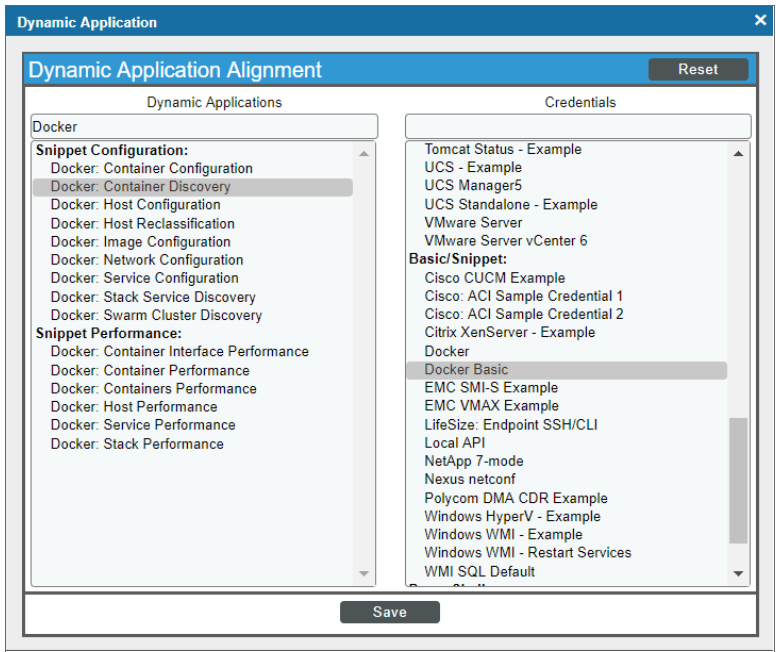 Dynamic Application
Dynamic Application Alignment
Reset
Dynamic Applications
Docker
Snippet Configuration:
Docker: Container Configuration
Docker: Container Discovery
Docker: Host Configuration
Docker: Host Reclassification
Docker: Image Configuration
Docker: Network Configuration
Docker: Service Configuration
Docker: Stack Service Discovery
Docker: Swarm Cluster Discovery
Snippet Performance:
Docker: Container Interface Performance
Docker: Container Performance
Docker: Containers Performance
Docker: Host Performance
Docker: Service Performance
Docker: Stack Performance
Credentials
Tomcat Status - Example
UCS - Example
UCS Manager5
UCS Standalone - Example
VMware Server
VMware Server vCenter 6
Basic/Snippet:
Cisco CUCM Example
Cisco: ACI Sample Credential 1
Cisco: ACI Sample Credential 2
Citrix XenServer - Example
Docker
Docker Basic
EMC SMI-S Example
EMC VMAX Example
LifeSize: Endpoint SSH/CLI
Local API
NetApp 7-mode
Nexus netconf
Polycom DMA CDR Example
Windows HyperV - Example
Windows WMI - Example
Windows WMI - Restart Services
WMI SQL Default
Save